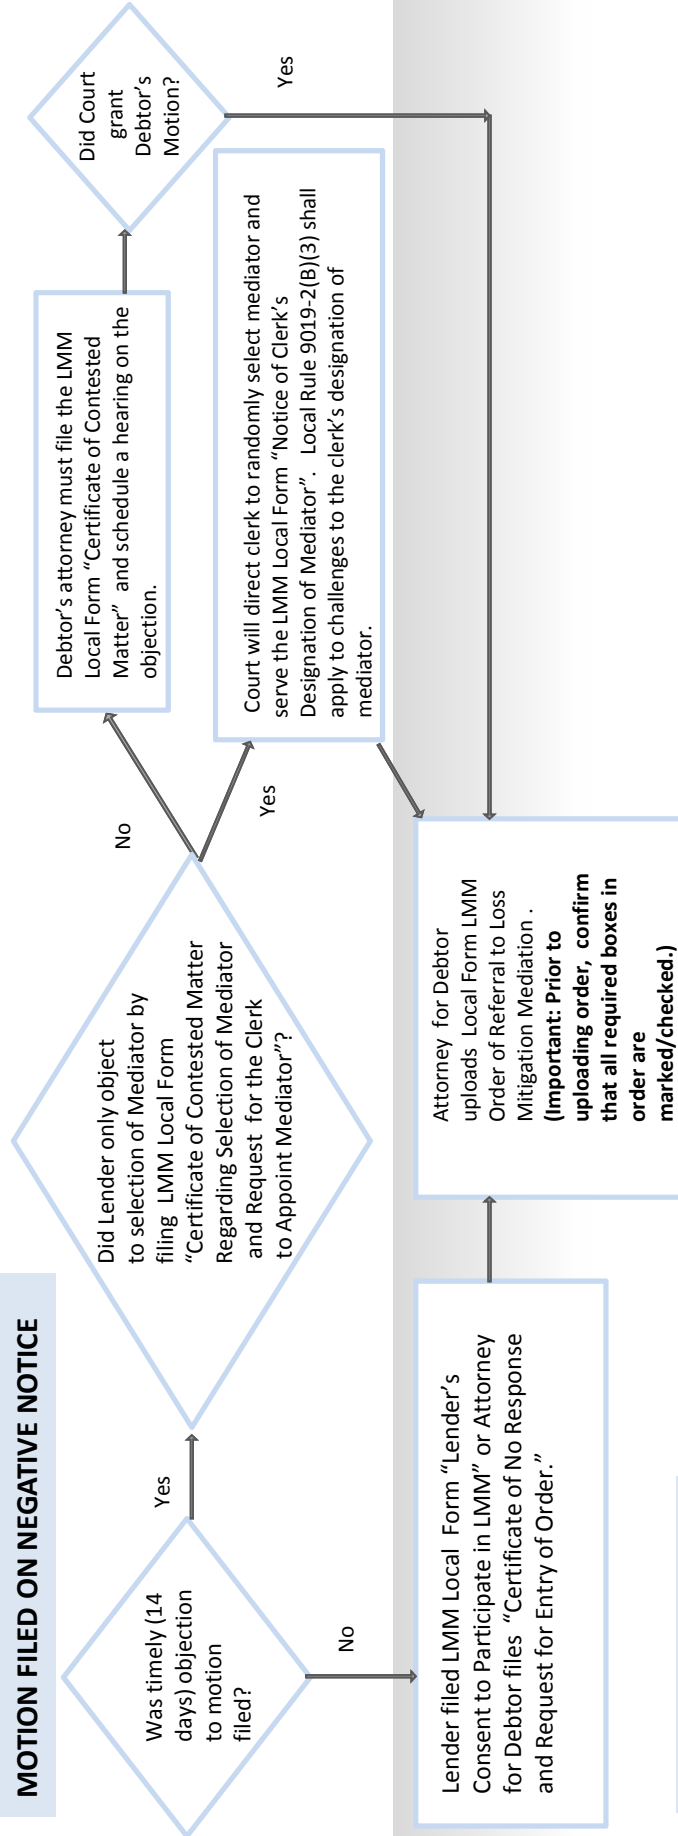 MOTION FILED ON NEGATIVE NOTICE
Was timely (14
days) objection
to motion
filed?
Yes
No
Did Lender only object
to selection of Mediator by
filing LMM Local Form
“Certificate of Contested Matter
Regarding Selection of Mediator
and Request for the Clerk
to Appoint Mediator”?
No
Yes
Debtor’s attorney must file the LMM
Local Form “Certificate of Contested
Matter” and schedule a hearing on the
objection.
Did Court
grant
Debtor’s
Motion?
Yes
Court will direct clerk to randomly select mediator and
serve the LMM Local Form “Notice of Clerk’s
Designation of Mediator”. Local Rule 9019-2(B)(3) shall
apply to challenges to the clerk’s designation of
mediator.
Lender filed LMM Local Form “Lender’s
Consent to Participate in LMM” or Attorney
for Debtor files “Certificate of No Response
and Request for Entry of Order.”
Attorney for Debtor
uploads Local Form LMM
Order of Referral to Loss
Mitigation Mediation .
(Important: Prior to
uploading order, confirm
that all required boxes in
order are
marked/checked.)